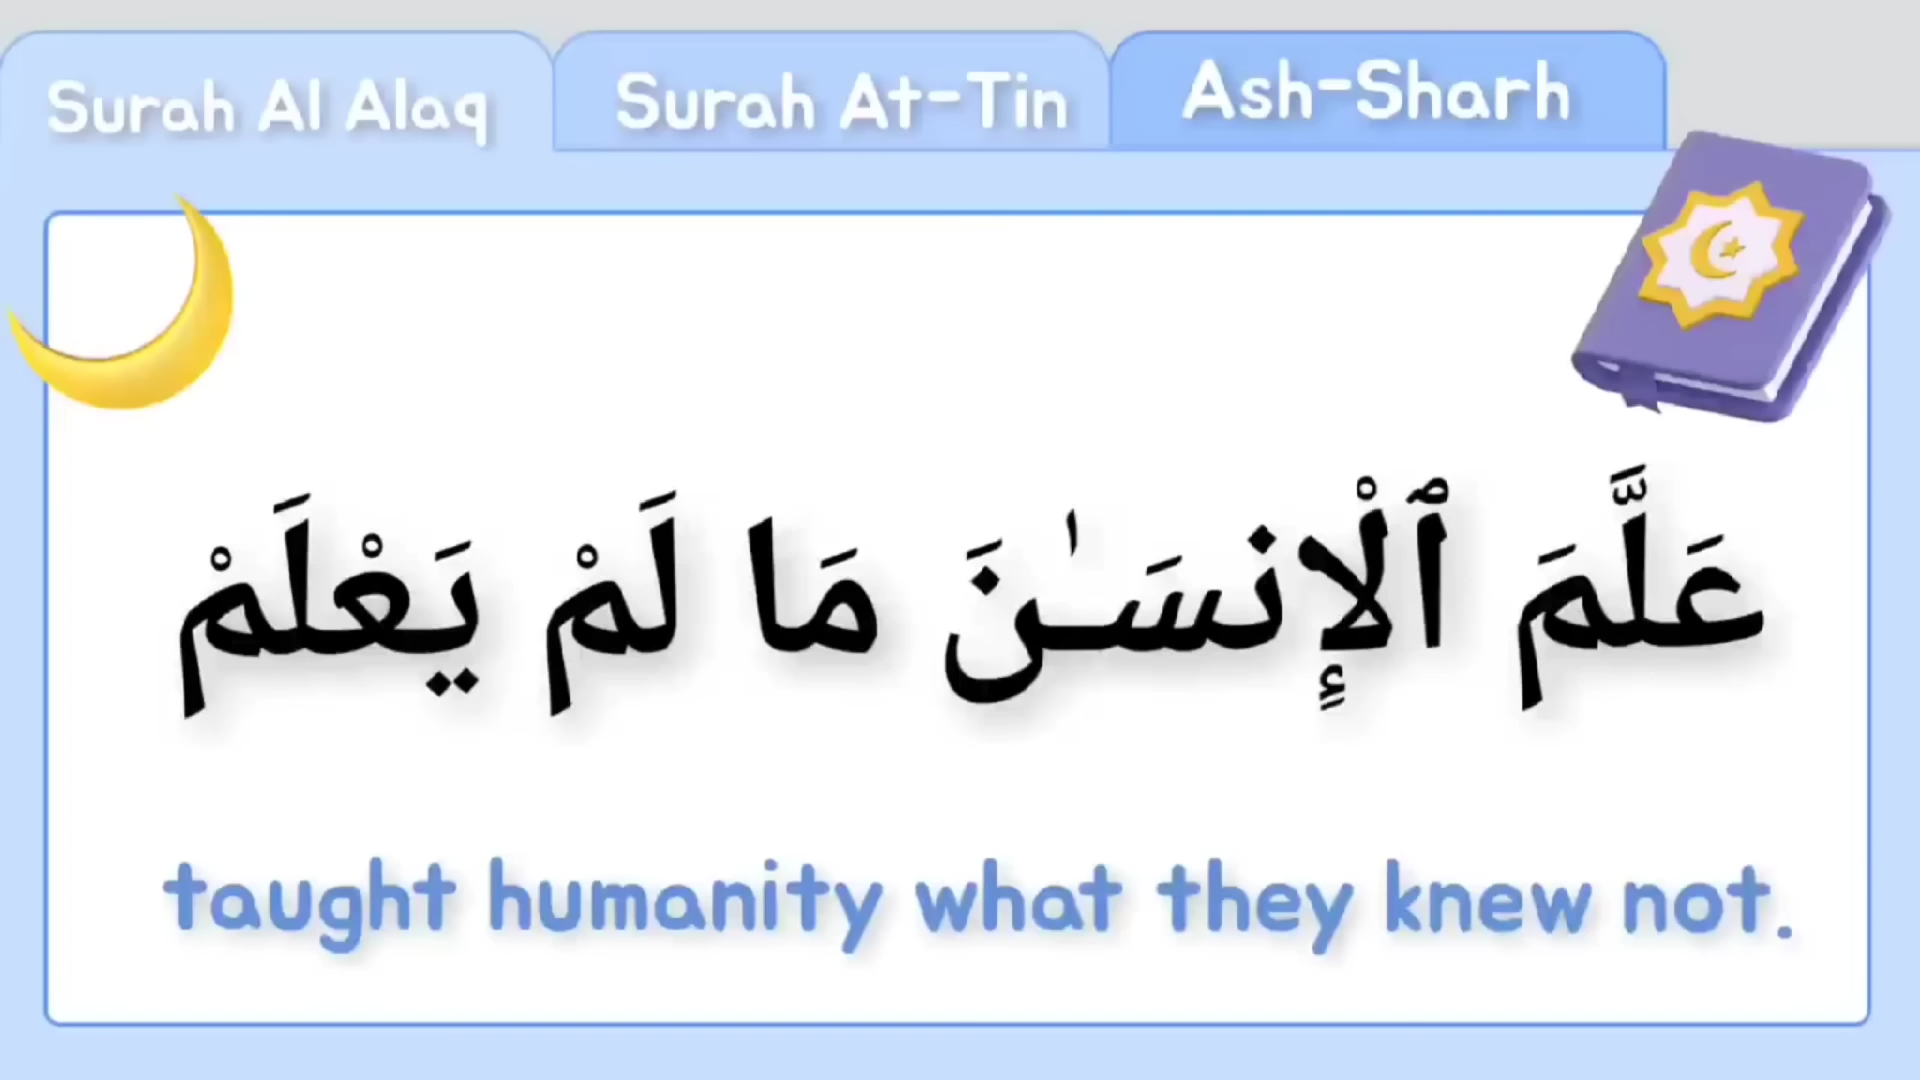 Surah Al Alaq
Surah At-Tin
Ash-Sharh
عَلَّمَ ٱلْإِنسَـٰنَ مَا لَمْ يَعْلَمْ
taught humanity what they knew not.